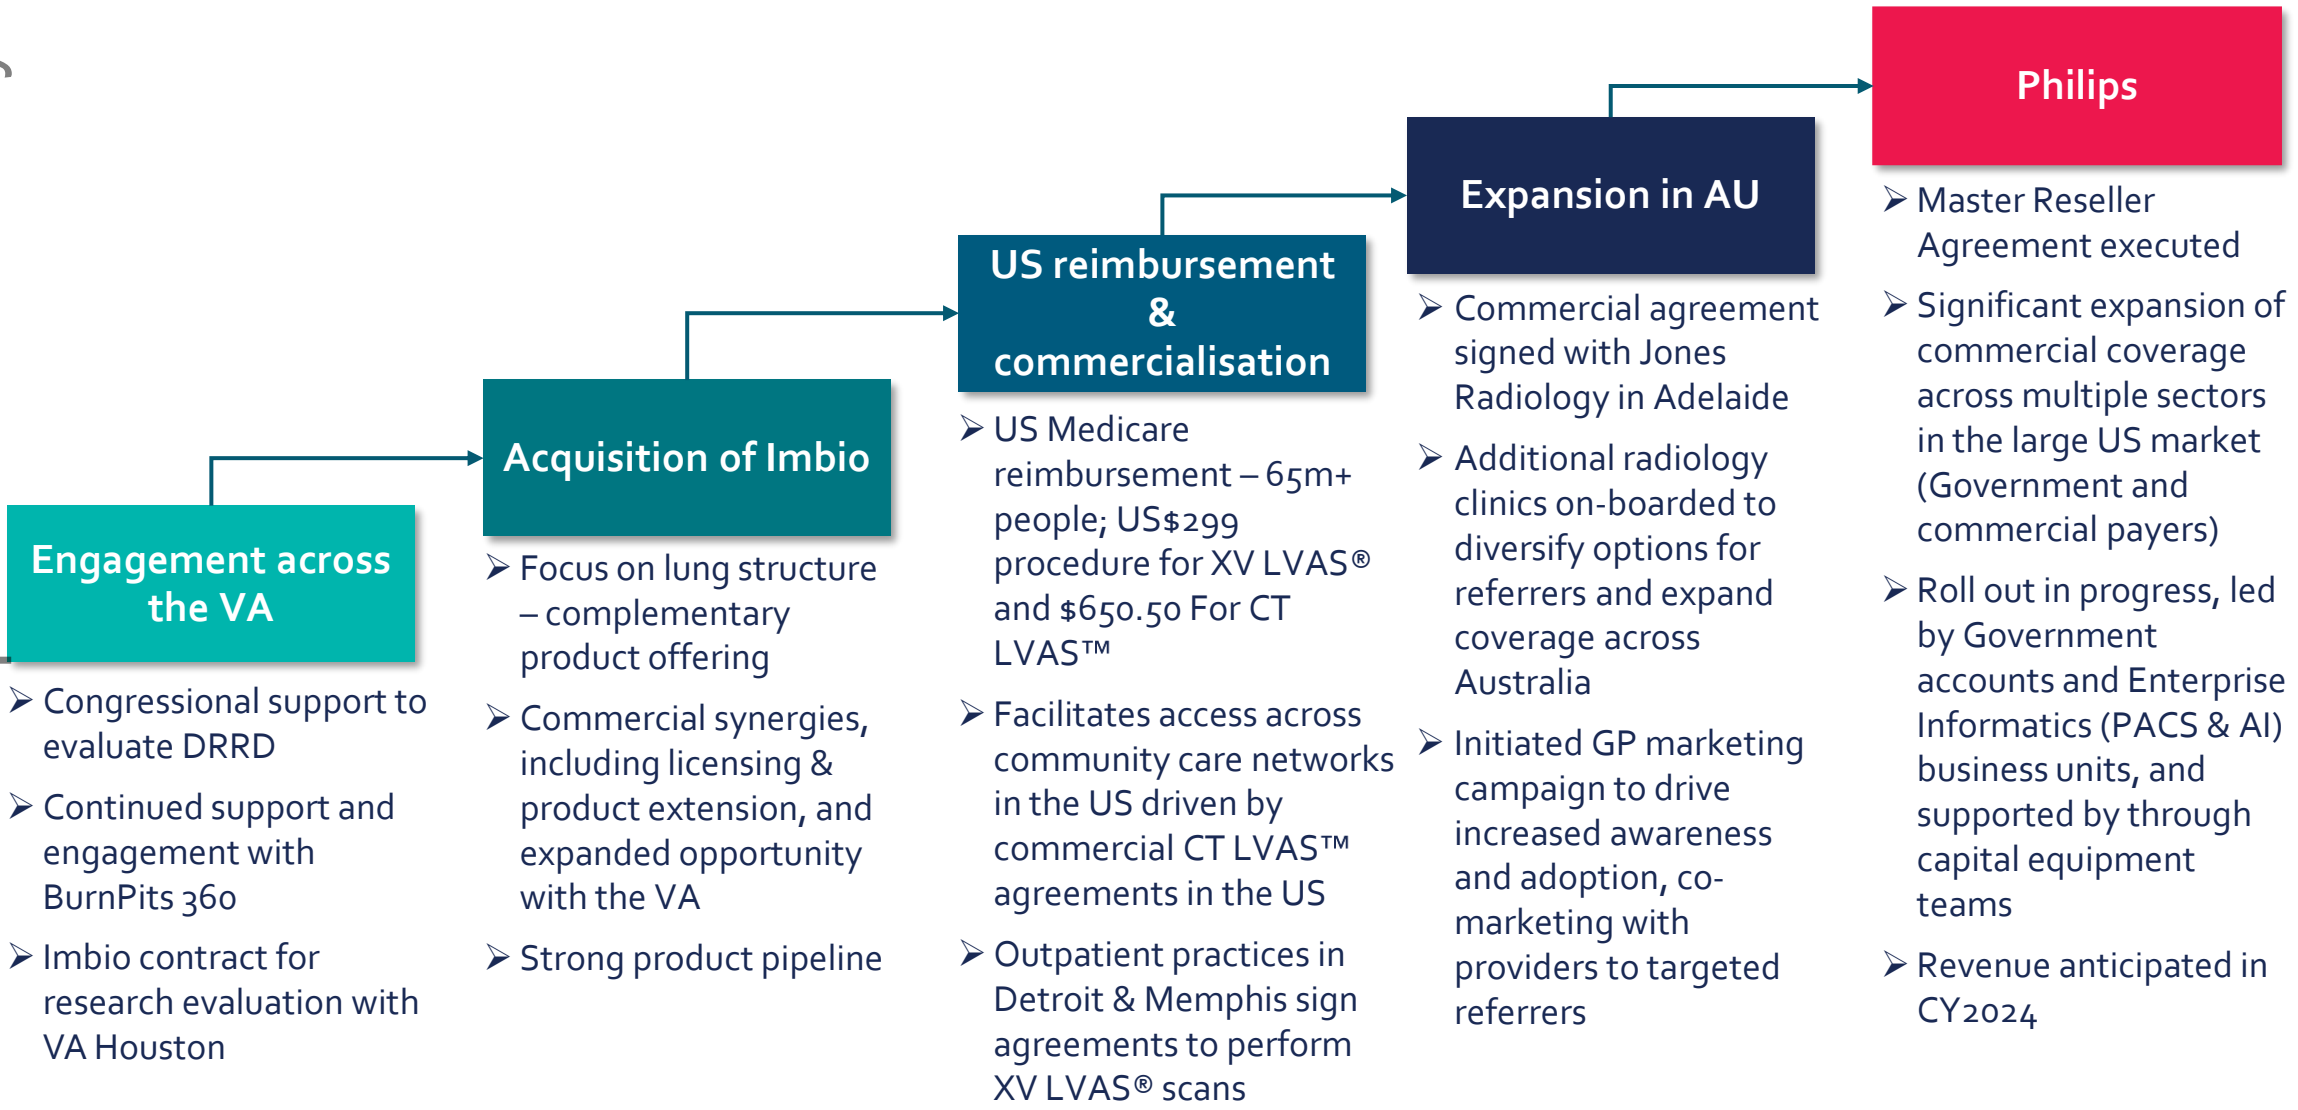 Engagement across
the VA
Congressional support to
evaluate DRRD
Continued support and
engagement with
BurnPits 360
Imbio contract for
research evaluation with
VA Houston
Acquisition of Imbio
Focus on lung structure
– complementary
product offering
Commercial synergies,
including licensing &
product extension, and
expanded opportunity
with the VA
Strong product pipeline
US reimbursement
&
commercialisation
US Medicare
reimbursement – 65m+
people; US$299
procedure for XV LVAS®
and $650.50 For CT
LVAS™
Facilitates access across
community care networks
in the US driven by
commercial CT LVAS™
agreements in the US
Outpatient practices in
Detroit & Memphis sign
agreements to perform
XV LVAS® scans
Expansion in AU
Commercial agreement
signed with Jones
Radiology in Adelaide
Additional radiology
clinics on-boarded to
diversify options for
referrers and expand
coverage across
Australia
Initiated GP marketing
campaign to drive
increased awareness
and adoption, co-
marketing with
providers to targeted
referrers
Philips
Master Reseller
Agreement executed
Significant expansion of
commercial coverage
across multiple sectors
in the large US market
(Government and
commercial payers)
Roll out in progress, led
by Government
accounts and Enterprise
Informatics (PACS & AI)
business units, and
supported by through
capital equipment
teams
Revenue anticipated in
CY2024